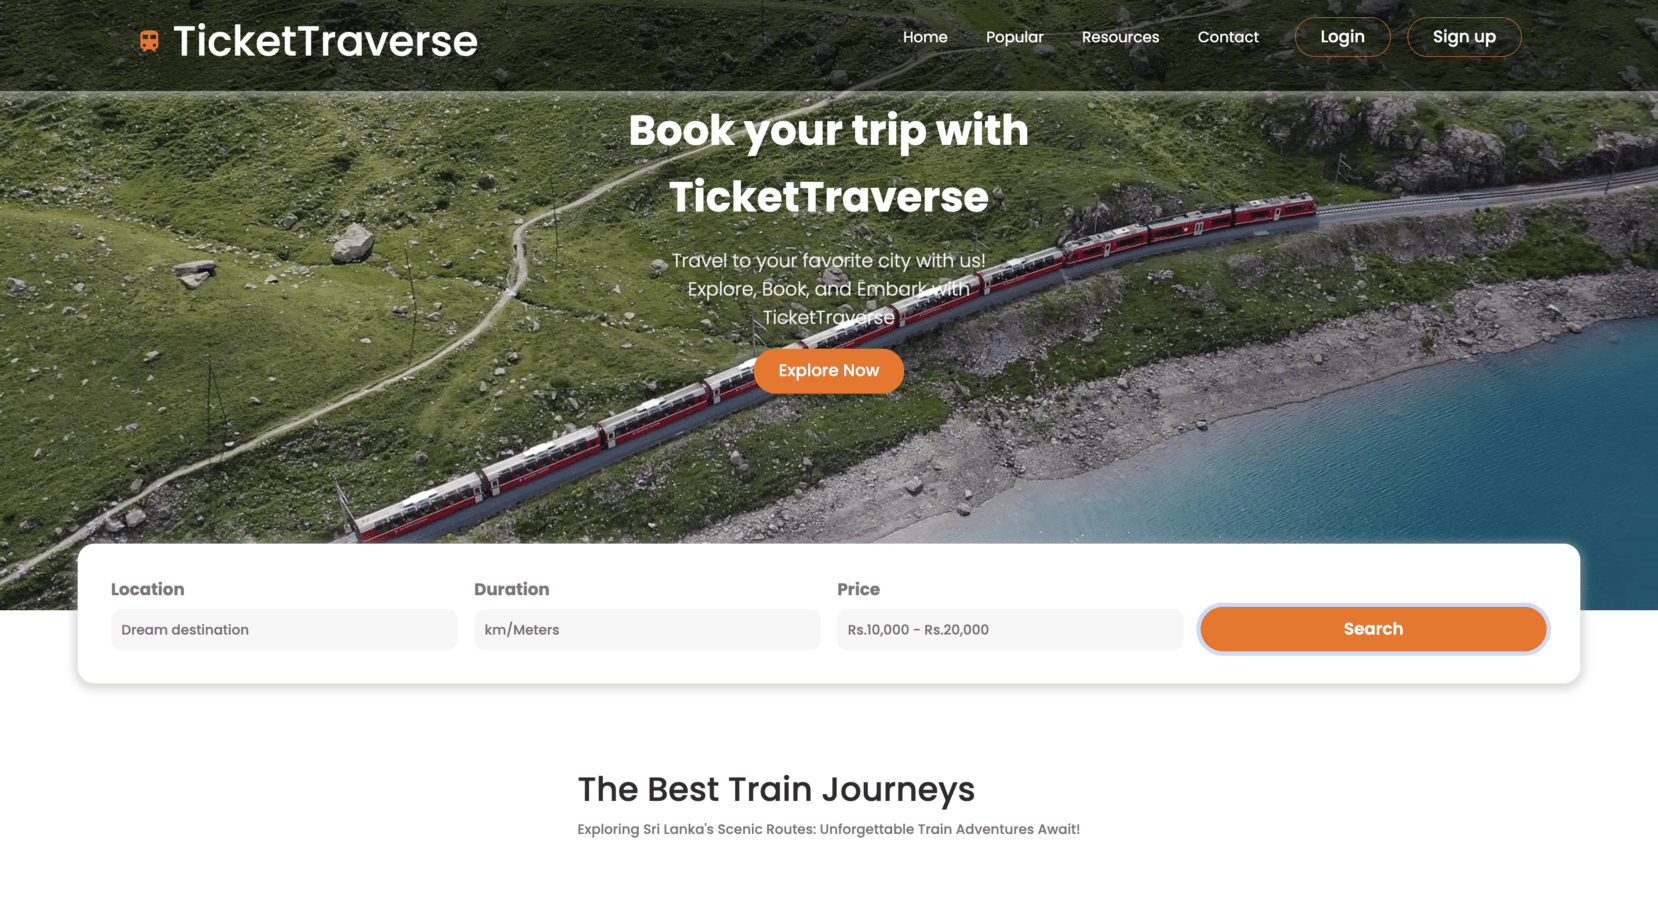 TicketTraverse
Home Popular Resources Contact Login Sign up
Book your trip with
TicketTraverse
Travel to your favorite city with us!
Explore, Book, and Embark with
TicketTraverse
Explore Now
Location Duration Price
Dream destination km/Meters Rs.10,000 - Rs.20,000 Search
The Best Train Journeys
Exploring Sri Lanka's Scenic Routes: Unforgettable Train Adventures Await!